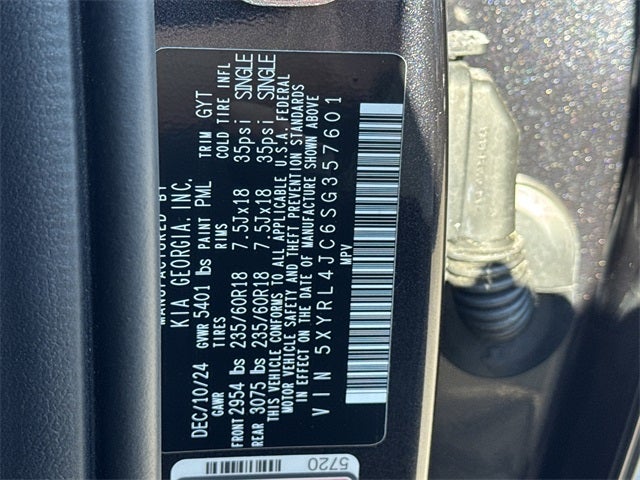 MANUFACTURED BY
KIA GEORGIA, INC.
DEC/10/24 GVWR 5401 lbs PAINT PML TRIM GYT
GAWR TIRES RIMS COLD TIRE INFL
FRONT 2954 lbs 235/60R18 7.5Jx18 35psi SINGLE
REAR 3075 lbs 235/60R18 7.5Jx18 35psi SINGLE
THIS VEHICLE CONFORMS TO ALL APPLICABLE U.S.A. FEDERAL
MOTOR VEHICLE SAFETY AND THEFT PREVENTION STANDARDS
IN EFFECT ON THE DATE OF MANUFACTURE SHOWN ABOVE
VIN 5XYRL4JC6SG357601
MPV
5720